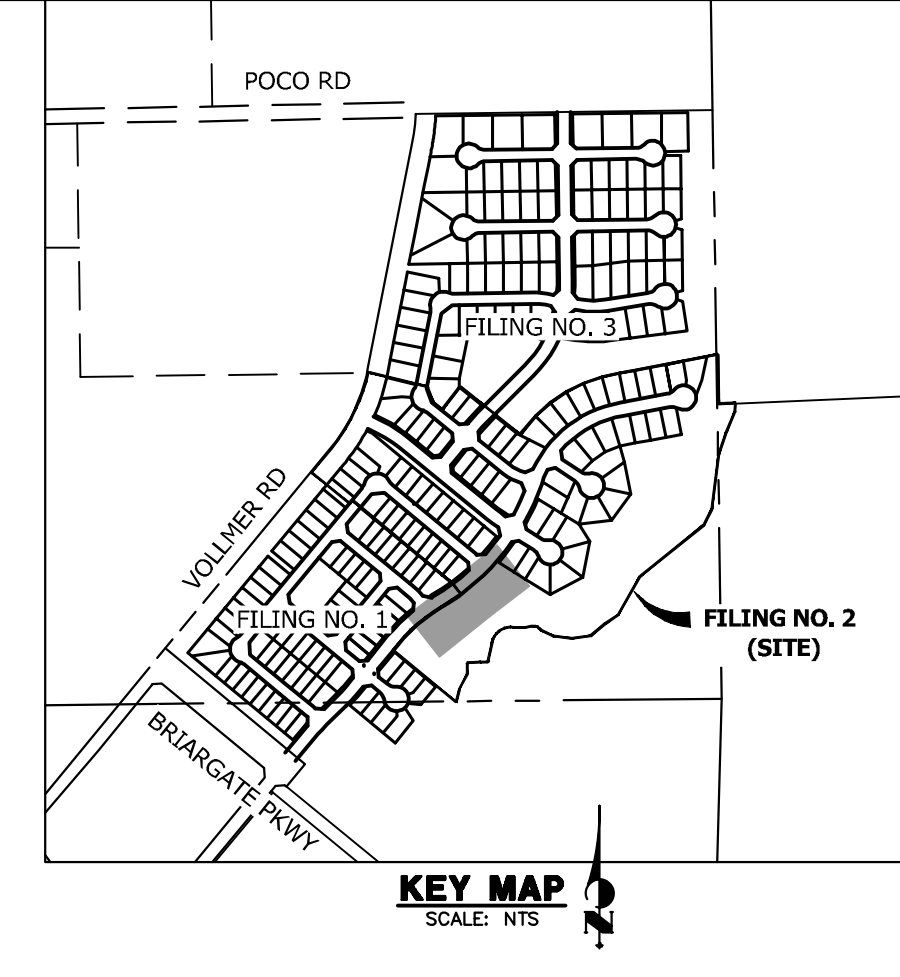 POCO RD
FILING NO. 3
VOLLMER RD
FILING NO. 1
FILING NO. 2
(SITE)
BRIARGATE PKWY
KEY MAP
SCALE: NTS
N